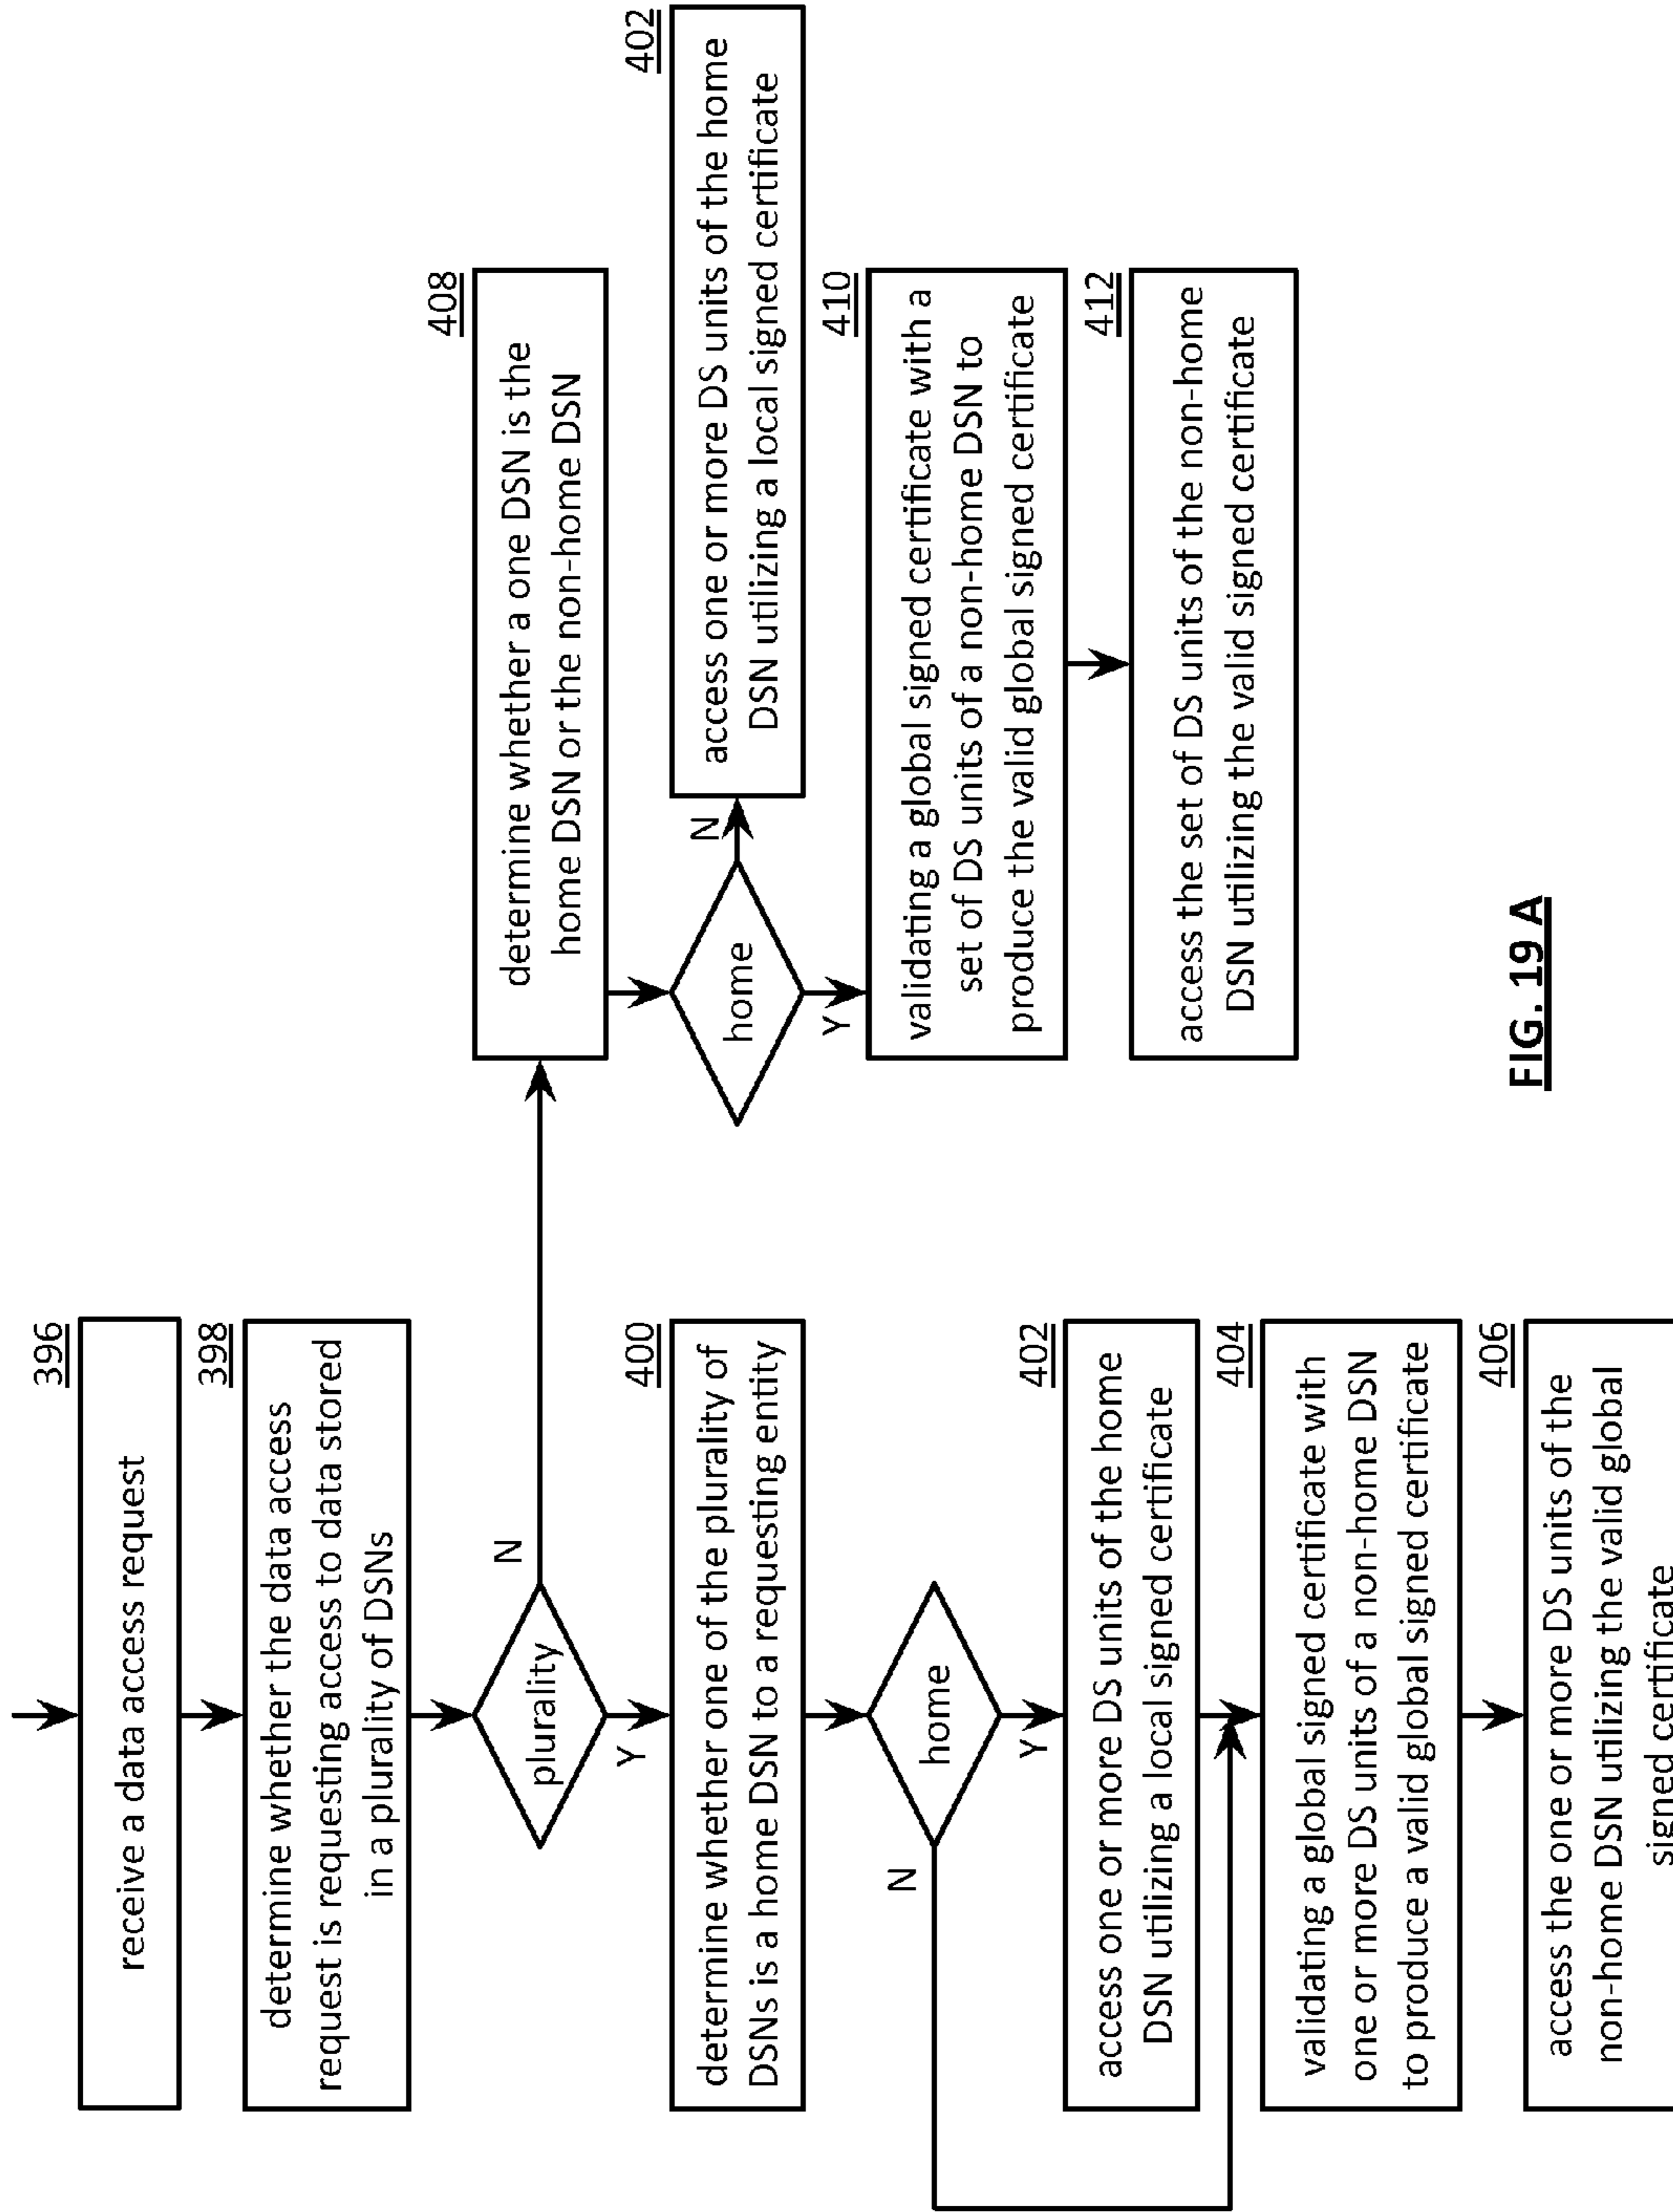 396
receive a data access request
398
determine whether the data access
request is requesting access to data stored
in a plurality of DSNs
plurality
N
Y
400
determine whether one of the plurality of
DSNs is a home DSN to a requesting entity
home
N
Y
402
access one or more DS units of the home
DSN utilizing a local signed certificate
404
validating a global signed certificate with
one or more DS units of a non-home DSN
to produce a valid global signed certificate
406
access the one or more DS units of the
non-home DSN utilizing the valid global
signed certificate
408
determine whether a one DSN is the
home DSN or the non-home DSN
home
N
Y
402
access one or more DS units of the home
DSN utilizing a local signed certificate
410
validating a global signed certificate with a
set of DS units of a non-home DSN to
produce the valid global signed certificate
412
access the set of DS units of the non-home
DSN utilizing the valid signed certificate
FIG. 19 A